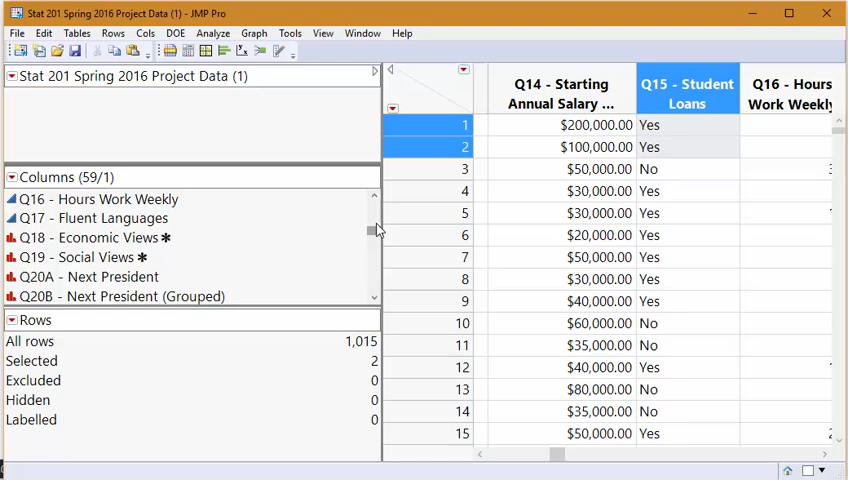 Stat 201 Spring 2016 Project Data (1) - JMP Pro
File Edit Tables Rows Cols DOE Analyze Graph Tools View Window Help
Stat 201 Spring 2016 Project Data (1)
Columns (59/1)
Q16 - Hours Work Weekly
Q17 - Fluent Languages
Q18 - Economic Views *
Q19 - Social Views *
Q20A - Next President
Q20B - Next President (Grouped)
Rows
All rows 1,015
Selected 2
Excluded 0
Hidden 0
Labelled 0
Q14 - Starting Q15 - Student Q16 - Hours
Annual Salary ... Loans Work Weekly
1 $200,000.00 Yes
2 $100,000.00 Yes
3 $50,000.00 No
4 $30,000.00 Yes
5 $30,000.00 Yes
6 $20,000.00 Yes
7 $50,000.00 Yes
8 $30,000.00 Yes
9 $40,000.00 Yes
10 $60,000.00 No
11 $35,000.00 No
12 $40,000.00 Yes
13 $80,000.00 No
14 $35,000.00 No
15 $50,000.00 Yes